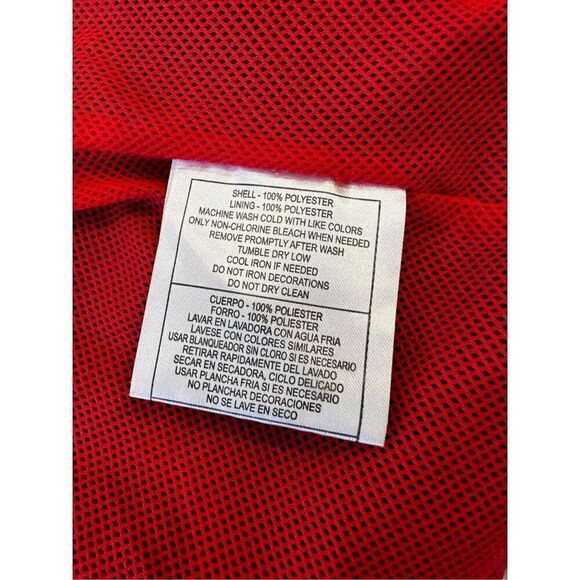 SHELL - 100% POLYESTER
LINING - 100% POLYESTER
MACHINE WASH COLD WITH LIKE COLORS
ONLY NON-CHLORINE BLEACH WHEN NEEDED
REMOVE PROMPTLY AFTER WASH
TUMBLE DRY LOW
COOL IRON IF NEEDED
DO NOT IRON DECORATIONS
DO NOT DRY CLEAN
CUERPO - 100% POLIESTER
FORRO - 100% POLIESTER
LAVAR EN LAVADORA CON AGUA FRIA
LAVESE CON COLORES SIMILARES
USAR BLANQUEADOR SIN CLORO SI ES NECESARIO
RETIRAR RAPIDAMENTE DEL LAVADO
SECAR EN SECADORA, CICLO DELICADO
USAR PLANCHA FRIA SI ES NECESARIO
NO PLANCHAR DECORACIONES
NO SE LAVE EN SECO